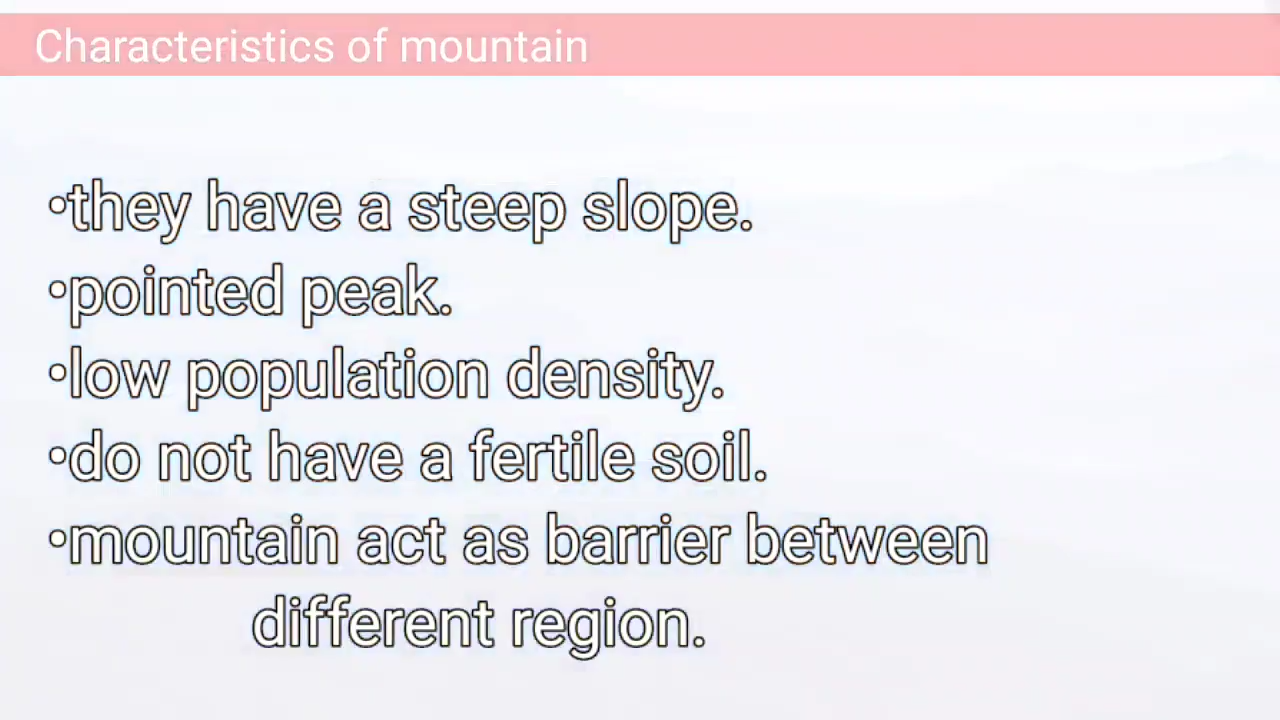 Characteristics of mountain
•they have a steep slope.
•pointed peak.
•low population density.
•do not have a fertile soil.
•mountain act as barrier between
different region.